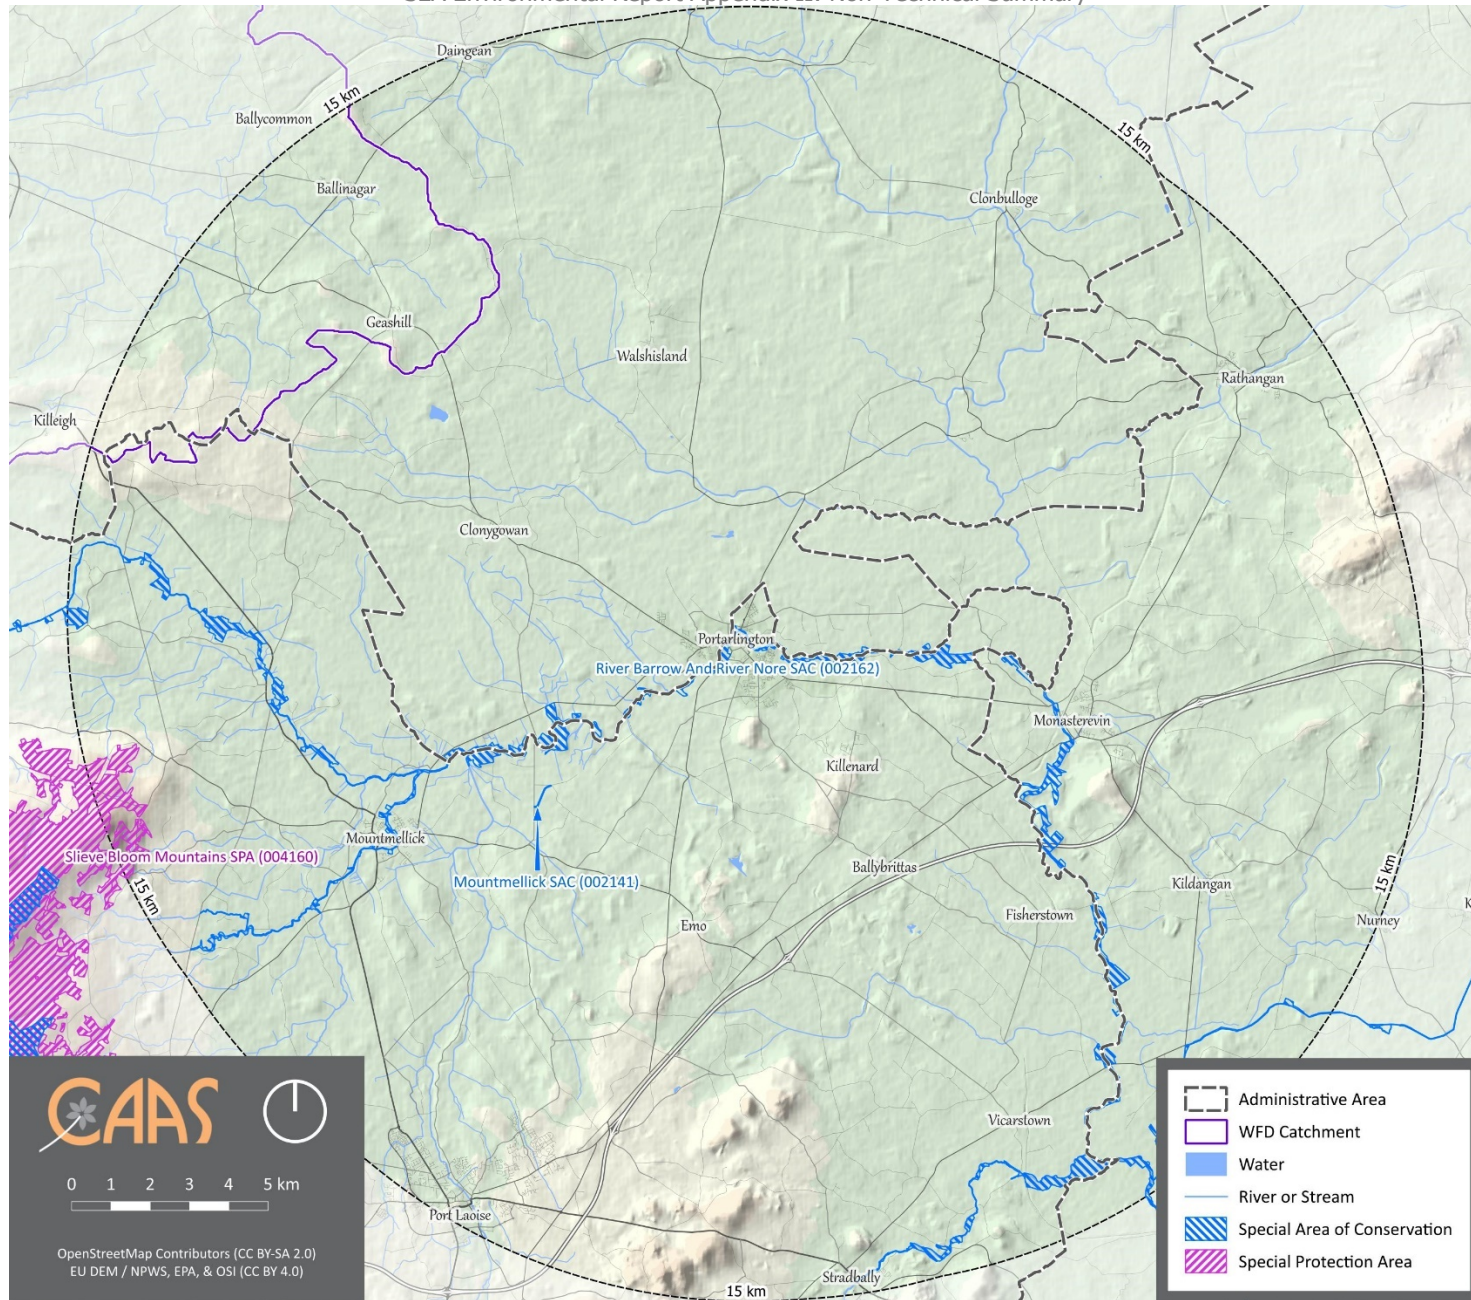 Daingean
15 km
Ballycommon
15 km
Ballinagar
Clonbulloge
Geashill
Walshisland
Rathangan
Killeigh
Clonygowan
Portarlington
River Barrow And River Nore SAC (002162)
Monasterevin
Killenard
Mountmellick
Slieve Bloom Mountains SPA (004160)
Ballybrittas
Mountmellick SAC (002141)
Kildangan
15 km
15 km
Fisherstown
Nurney
Emo
Vicarstown
Port Laoise
Stradbally
15 km
CAAS
0 1 2 3 4 5 km
OpenStreetMap Contributors (CC BY-SA 2.0)
EU DEM / NPWS, EPA, & OSI (CC BY 4.0)
Administrative Area
WFD Catchment
Water
River or Stream
Special Area of Conservation
Special Protection Area